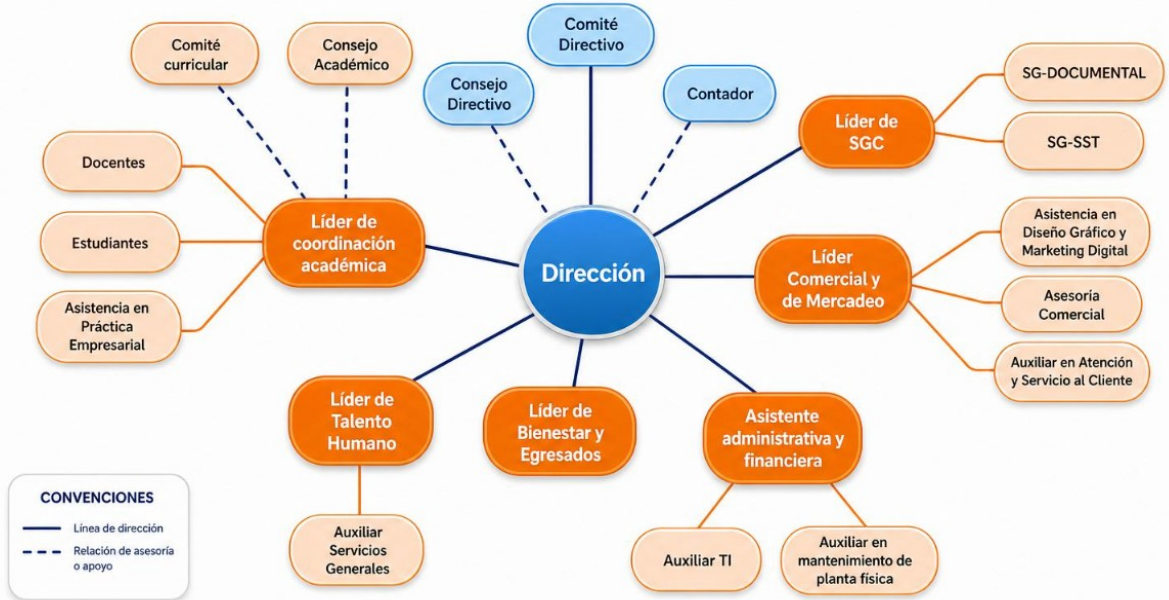 Comité
Directivo
Comité
curricular
Consejo
Académico
Consejo
Directivo
Contador
SG-DOCUMENTAL
Líder de
SGC
SG-SST
Docentes
Estudiantes
Asistencia en
Práctica
Empresarial
Líder de
coordinación
académica
Dirección
Líder
Comercial y
de Mercadeo
Asistencia en
Diseño Gráfico y
Marketing Digital
Asesoría
Comercial
Auxiliar en Atención
y Servicio al Cliente
Líder de
Talento
Humano
Líder de
Bienestar y
Egresados
Asistente
administrativa y
financiera
Auxiliar
Servicios
Generales
Auxiliar TI
Auxiliar en
mantenimiento de
planta física
CONVENCIONES
Línea de dirección
Relación de asesoría
o apoyo